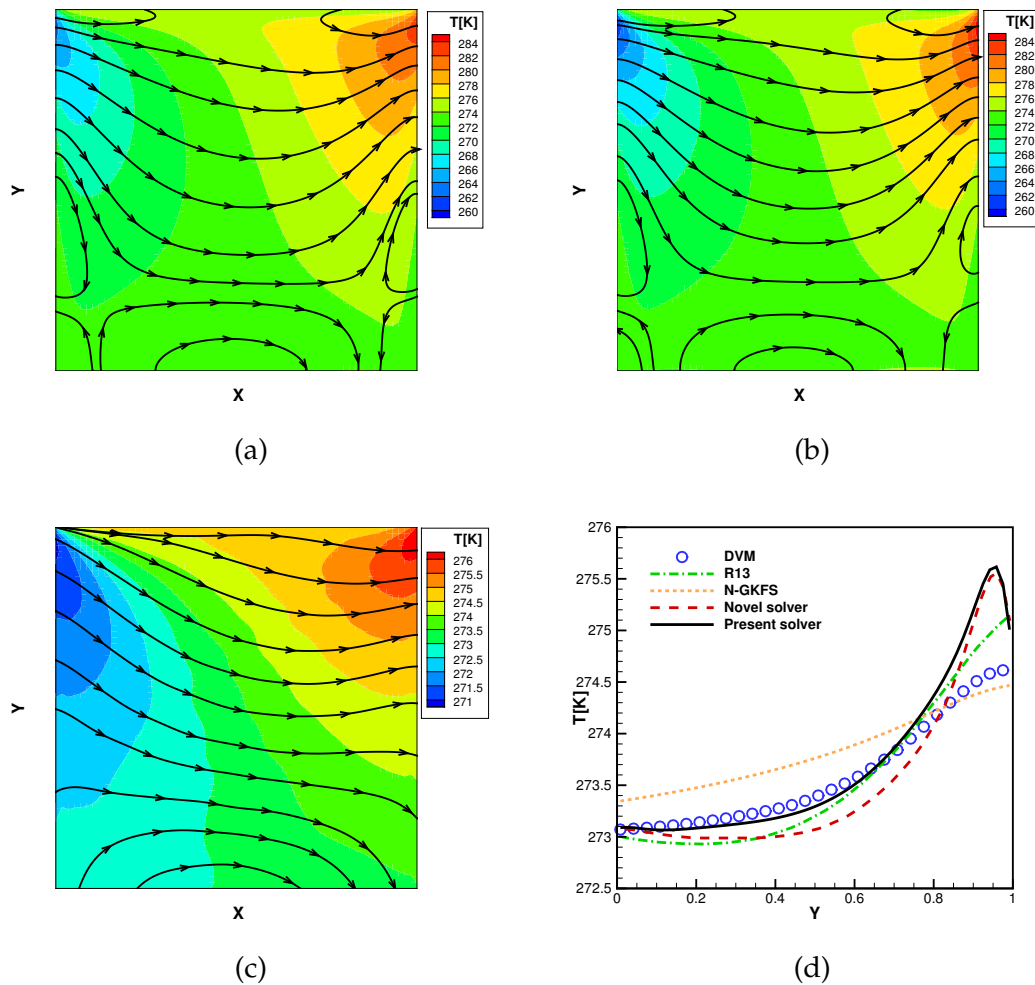 T[K]
284
282
280
278
276
274
272
270
268
266
264
262
260
Y
X
(a)
T[K]
284
282
280
278
276
274
272
270
268
266
264
262
260
Y
X
(b)
T[K]
276
275.5
275
274.5
274
273.5
273
272.5
272
271.5
271
Y
X
(c)
276
275.5
275
274.5
274
273.5
273
272.5
T[K]
DVM
R13
N-GKFS
Novel solver
Present solver
0 0.2 0.4 0.6 0.8 1
Y
(d)